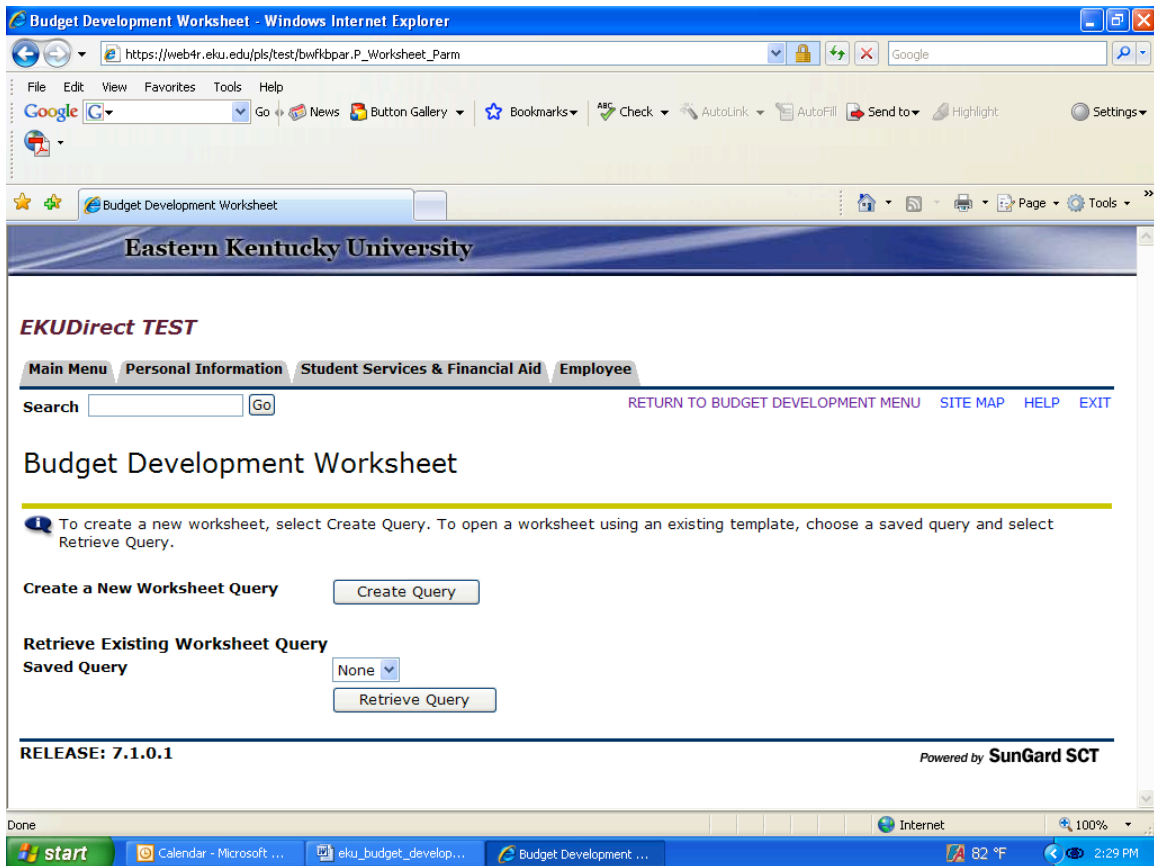 Budget Development Worksheet - Windows Internet Explorer
https://web4r.eku.edu/pls/test/bwfkbpar.P_Worksheet_Parm
Google
File Edit View Favorites Tools Help
Google G Go News Button Gallery Bookmarks ABC Check AutoLink AutoFill Send to Highlight Settings
Budget Development Worksheet
Page Tools »
Eastern Kentucky University
EKUDirect TEST
Main Menu Personal Information Student Services & Financial Aid Employee
Search Go RETURN TO BUDGET DEVELOPMENT MENU SITE MAP HELP EXIT
Budget Development Worksheet
To create a new worksheet, select Create Query. To open a worksheet using an existing template, choose a saved query and select
Retrieve Query.
Create a New Worksheet Query Create Query
Retrieve Existing Worksheet Query
Saved Query None
Retrieve Query
RELEASE: 7.1.0.1 Powered by SunGard SCT
Done Internet 100%
start Calendar - Microsoft ... eku_budget_develop... Budget Development ... 82 °F 2:29 PM